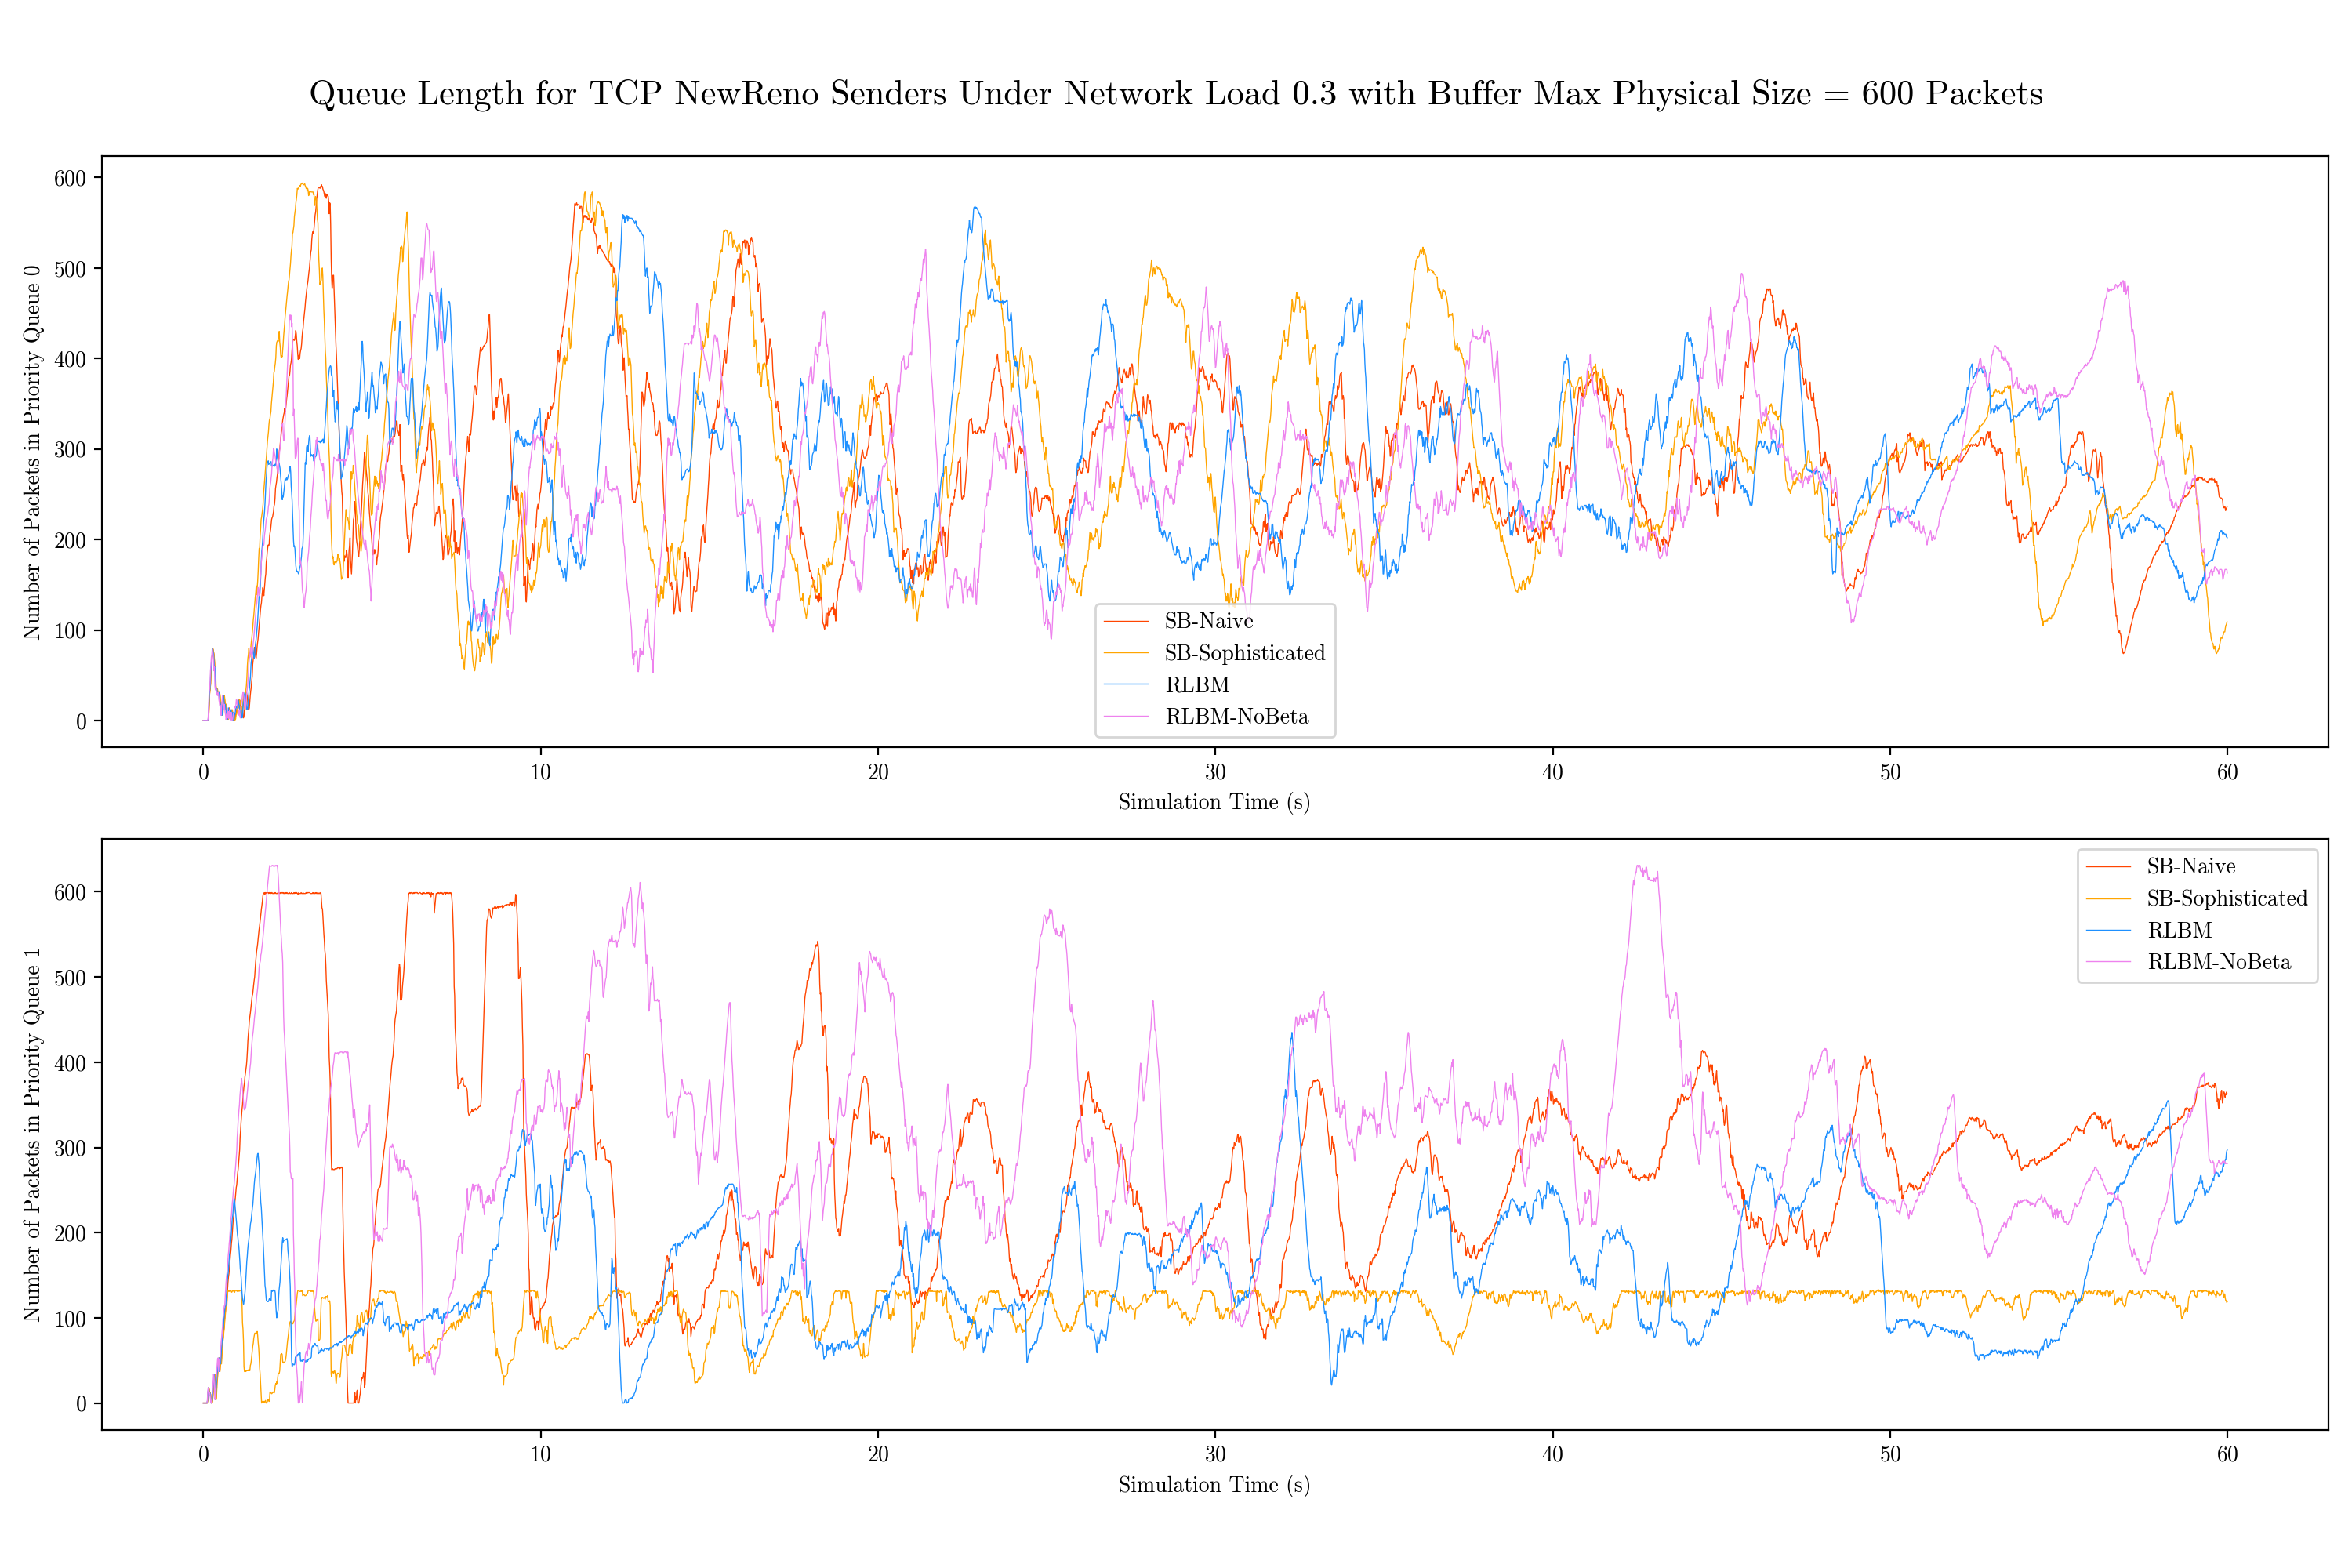 Queue Length for TCP NewReno Senders Under Network Load 0.3 with Buffer Max Physical Size = 600 Packets
Number of Packets in Priority Queue 0
600
500
400
300
200
100
0
SB-Naive
SB-Sophisticated
RLBM
RLBM-NoBeta
0 10 20 30 40 50 60
Simulation Time (s)
Number of Packets in Priority Queue 1
600
500
400
300
200
100
0
SB-Naive
SB-Sophisticated
RLBM
RLBM-NoBeta
0 10 20 30 40 50 60
Simulation Time (s)